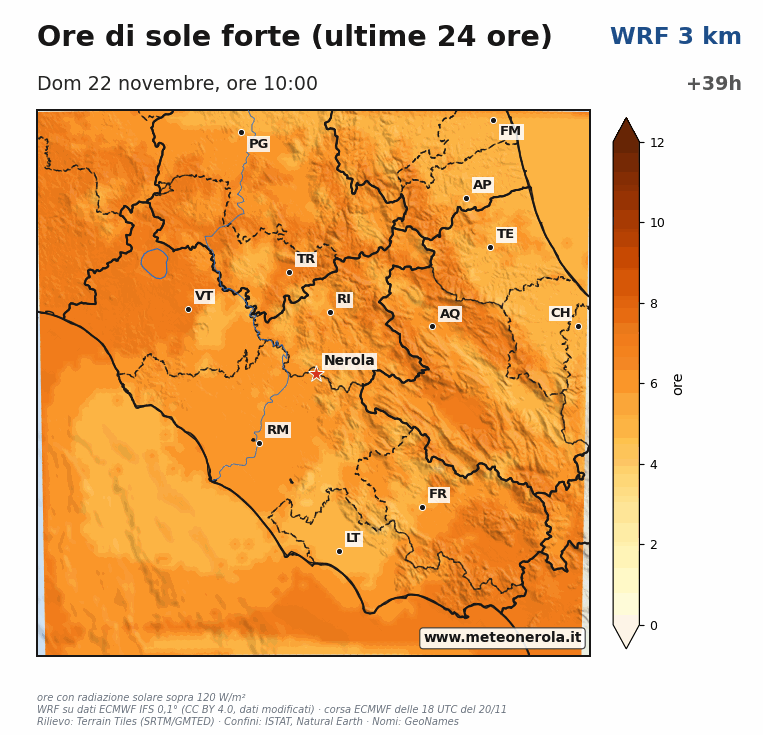 Ore di sole forte (ultime 24 ore)
WRF 3 km
Dom 22 novembre, ore 10:00
+39h
FM
PG
AP
TE
TR
VT
RI
AQ
CH
Nerola
RM
FR
LT
www.meteonerola.it
12
10
8
6
4
2
0
ore
ore con radiazione solare sopra 120 W/m²
WRF su dati ECMWF IFS 0,1° (CC BY 4.0, dati modificati) · corsa ECMWF delle 18 UTC del 20/11
Rilievo: Terrain Tiles (SRTM/GMTED) · Confini: ISTAT, Natural Earth · Nomi: GeoNames